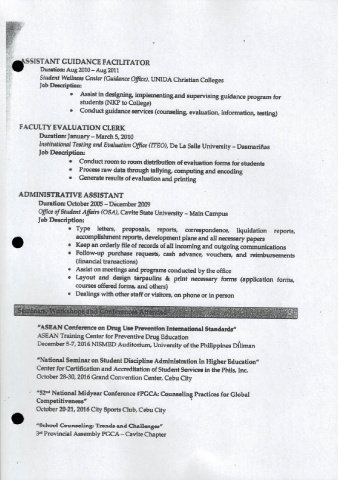 ASSISTANT GUIDANCE FACILITATOR
Duration: Aug 2010 – Aug 2011
Student Wellness Center (Guidance Office), UNIDA Christian Colleges
Job Description:
• Assist in designing, implementing and supervising guidance program for
students (NKP to College)
• Conduct guidance services (counseling, evaluation, information, testing)
FACULTY EVALUATION CLERK
Duration: January – March 5, 2010
Institutional Testing and Evaluation Office (ITEO), De La Salle University – Dasmariñas
Job Description:
• Conduct room to room distribution of evaluation forms for students
• Process raw data through tallying, computing and encoding
• Generate results of evaluation and printing
ADMINISTRATIVE ASSISTANT
Duration: October 2005 – December 2009
Office of Student Affairs (OSA), Cavite State University – Main Campus
Job Description:
• Type letters, proposals, reports, correspondence, liquidation reports,
accomplishment reports, development plans and all necessary papers
• Keep an orderly file of records of all incoming and outgoing communications
• Follow-up purchase requests, cash advance, vouchers, and reimbursements
(financial transactions)
• Assist on meetings and programs conducted by the office
• Layout and design tarpaulins & print necessary forms (application forms,
courses offered forms, and others)
• Dealings with other staff or visitors, on phone or in person
Seminars, Workshops and Conferences Attended
"ASEAN Conference on Drug Use Prevention International Standards"
ASEAN Training Center for Preventive Drug Education
December 5-7, 2016 NISMED Auditorium, University of the Philippines Diliman
"National Seminar on Student Discipline Administration in Higher Education"
Center for Certification and Accreditation of Student Services in the Phils. Inc.
October 28-30, 2016 Grand Convention Center, Cebu City
"52nd National Midyear Conference #PGCA: Counseling Practices for Global
Competitiveness"
October 20-21, 2016 City Sports Club, Cebu City
"School Counseling: Trends and Challenges"
3rd Provincial Assembly PGCA – Cavite Chapter